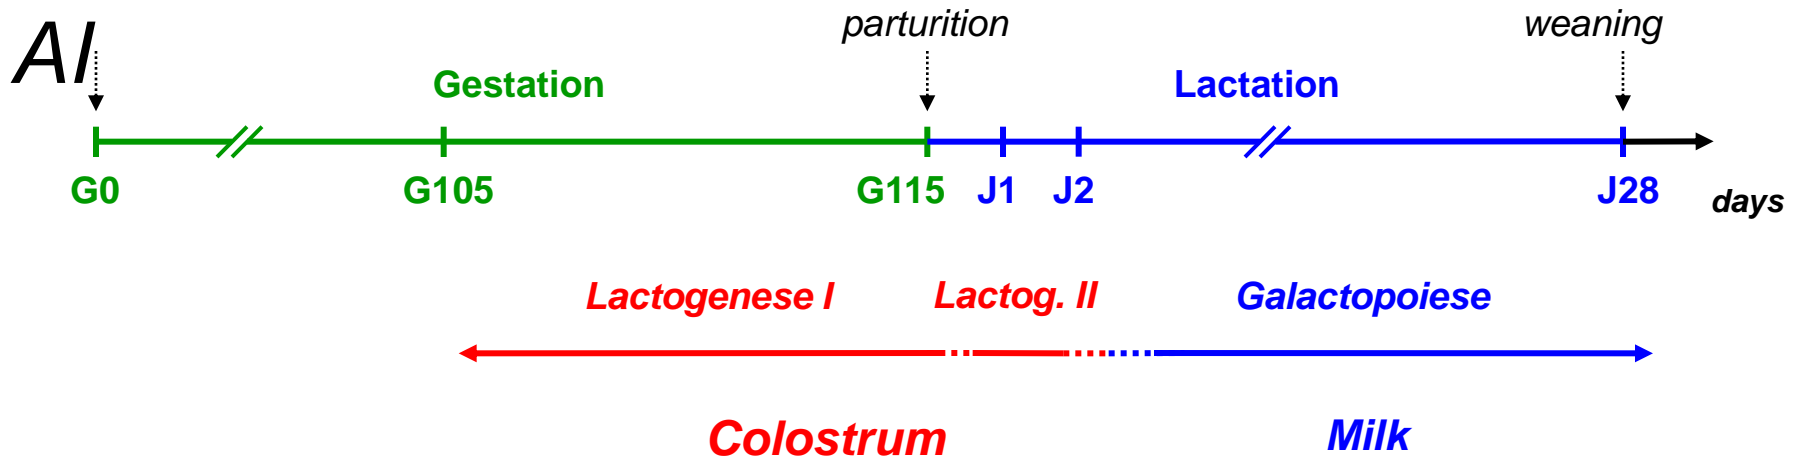 AI
parturition
weaning
Gestation
Lactation
G0
G105
G115
J1
J2
J28
days
Lactogenese I
Lactog. II
Galactopoiese
Colostrum
Milk